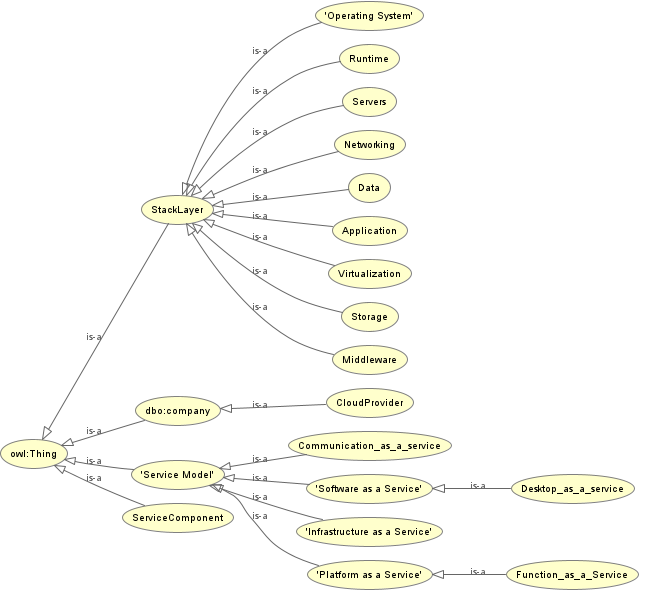 'Operating System'
is-a
Runtime
is-a
Servers
is-a
Networking
is-a
Data
is-a
StackLayer
is-a
Application
is-a
Virtualization
is-a
Storage
is-a
Middleware
is-a
CloudProvider
is-a
dbo:company
is-a
Communication_as_a_service
is-a
owl:Thing
is-a
'Service Model'
is-a
'Software as a Service'
is-a
Desktop_as_a_service
is-a
ServiceComponent
is-a
'Infrastructure as a Service'
is-a
'Platform as a Service'
is-a
Function_as_a_Service